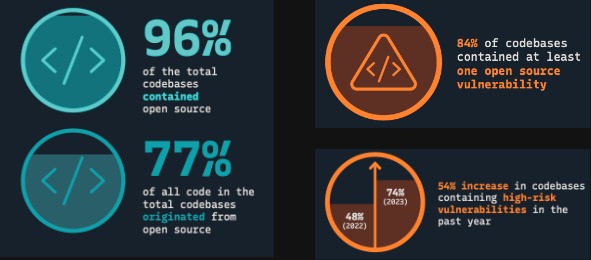 96%
of the total
codebases
contained
open source
77%
of all code in the
total codebases
originated from
open source
</>
84% of codebases
contained at least
one open source
vulnerability
74%
(2023)
48%
(2022)
54% increase in codebases
containing high-risk
vulnerabilities in the
past year